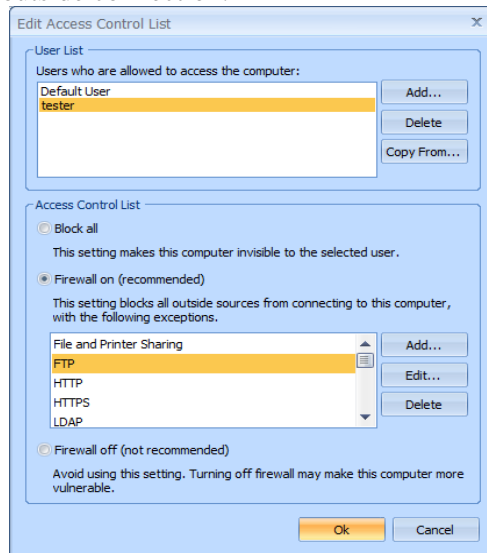 Edit Access Control List
x
User List
Users who are allowed to access the computer:
Default User
tester
Add...
Delete
Copy From...
Access Control List
Block all
This setting makes this computer invisible to the selected user.
Firewall on (recommended)
This setting blocks all outside sources from connecting to this computer,
with the following exceptions.
File and Printer Sharing
FTP
HTTP
HTTPS
LDAP
Add...
Edit...
Delete
Firewall off (not recommended)
Avoid using this setting. Turning off firewall may make this computer more
vulnerable.
Ok
Cancel